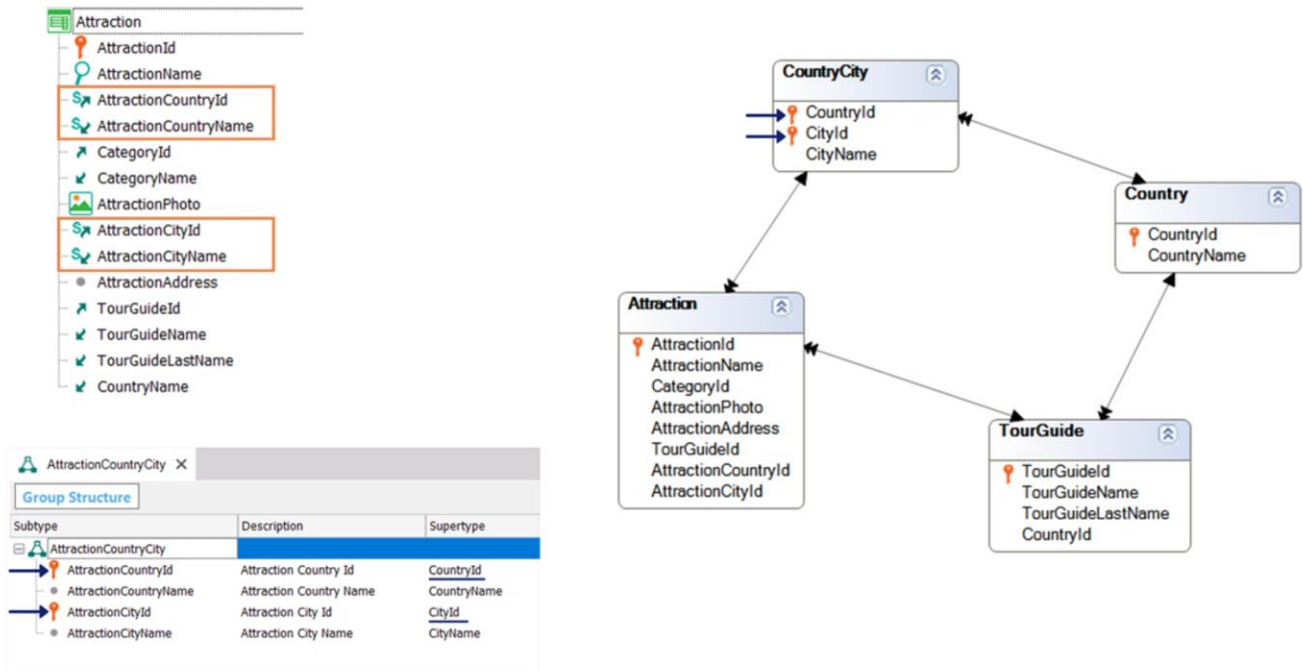 Attraction
AttractionId
AttractionName
AttractionCountryId
AttractionCountryName
CategoryId
CategoryName
AttractionPhoto
AttractionCityId
AttractionCityName
AttractionAddress
TourGuideId
TourGuideName
TourGuideLastName
CountryName
AttractionCountryCity X
Group Structure
Subtype Description Supertype
AttractionCountryCity
AttractionCountryId Attraction Country Id CountryId
AttractionCountryName Attraction Country Name CountryName
AttractionCityId Attraction City Id CityId
AttractionCityName Attraction City Name CityName
CountryCity
CountryId
CityId
CityName
Country
CountryId
CountryName
Attraction
AttractionId
AttractionName
CategoryId
AttractionPhoto
AttractionAddress
TourGuideId
AttractionCountryId
AttractionCityId
TourGuide
TourGuideId
TourGuideName
TourGuideLastName
CountryId